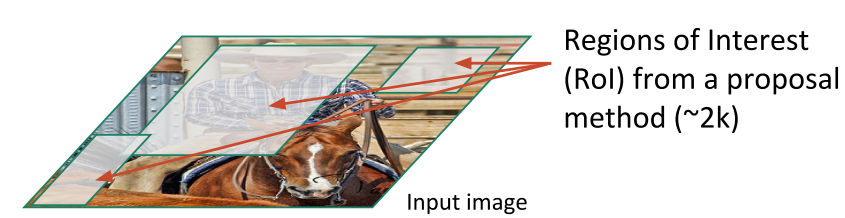 Regions of Interest
(RoI) from a proposal
method (~2k)
Input image